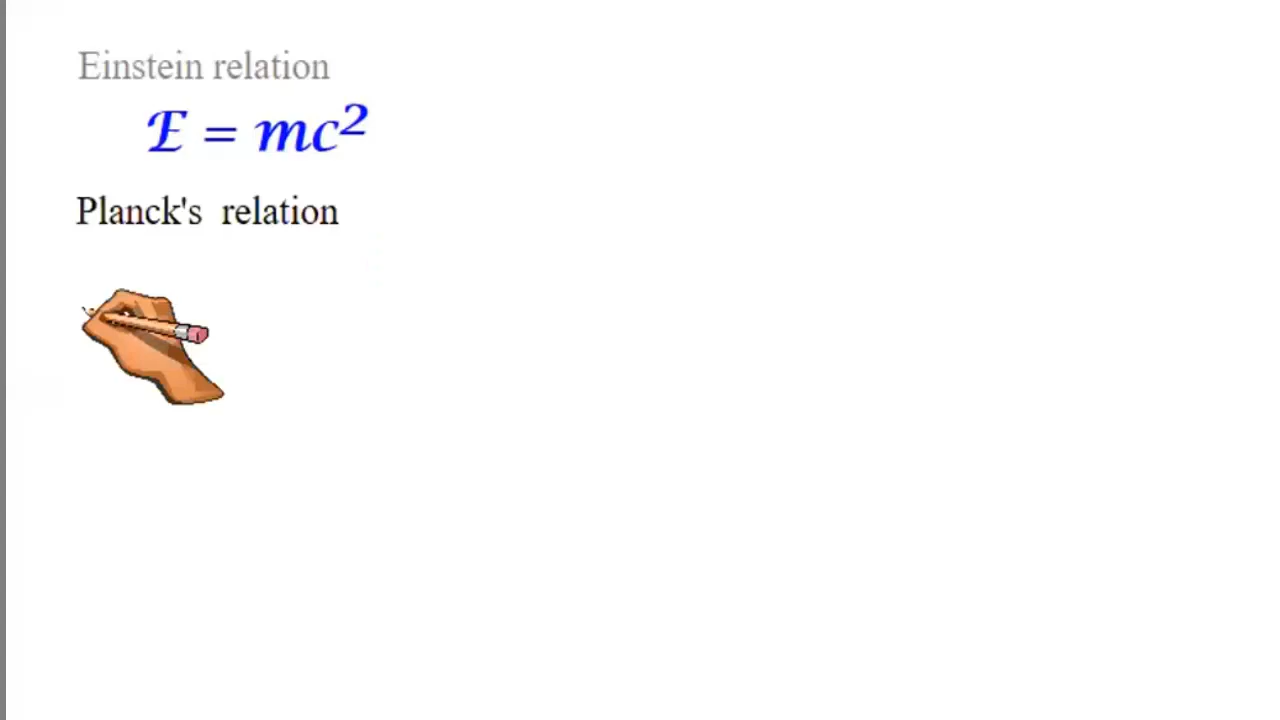 Einstein relation
ℰ = mc²
Planck's relation